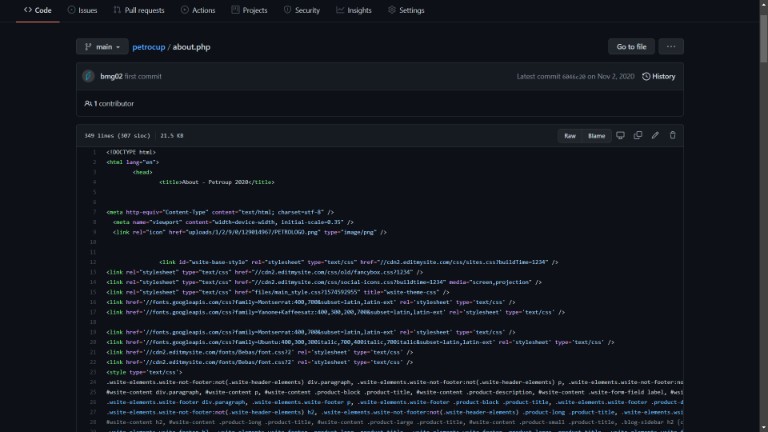 Code Issues Pull requests Actions Projects Security Insights Settings
main petrocup / about.php Go to file ...
bmg02 first commit Latest commit on Nov 2, 2020 History
1 contributor
349 lines (307 sloc) 21.5 KB Raw Blame
1 <!DOCTYPE html>
2 <html lang="en">
3 <head>
4 <title>About - Petroup 2020</title>
5
6
7 <meta http-equiv="Content-Type" content="text/html; charset=utf-8" />
8 <meta name="viewport" content="width=device-width, initial-scale=0.35" />
9 <link rel="icon" href="uploads/1/2/9/0/129014967/PETROLOGO.png" type="image/png" />
10
11
12 <link id="wsite-base-style" rel="stylesheet" type="text/css" href="//cdn2.editmysite.com/css/sites.css?buildTime=1234" />
13 <link rel="stylesheet" type="text/css" href="//cdn2.editmysite.com/css/old/fancybox.css?1234" />
14 <link rel="stylesheet" type="text/css" href="//cdn2.editmysite.com/css/social-icons.css?buildtime=1234" media="screen,projection" />
15 <link rel="stylesheet" type="text/css" href="files/main_style.css?1574592955" title="wsite-theme-css" />
16 <link href='//fonts.googleapis.com/css?family=Montserrat:400,700&subset=latin,latin-ext' rel='stylesheet' type='text/css' />
17 <link href='//fonts.googleapis.com/css?family=Yanone+Kaffeesatz:400,300,200,700&subset=latin,latin-ext' rel='stylesheet' type='text/css' />
18
19 <link href='//fonts.googleapis.com/css?family=Montserrat:400,700&subset=latin,latin-ext' rel='stylesheet' type='text/css' />
20 <link href='//fonts.googleapis.com/css?family=Ubuntu:400,300,300italic,700,400italic,700italic&subset=latin,latin-ext' rel='stylesheet' type='text/css' />
21 <link href='//cdn2.editmysite.com/fonts/Bebas/font.css?2' rel='stylesheet' type='text/css' />
22 <link href='//cdn2.editmysite.com/fonts/Bebas/font.css?2' rel='stylesheet' type='text/css' />
23 <style type='text/css'>
24 .wsite-elements.wsite-not-footer:not(.wsite-header-elements) div.paragraph, .wsite-elements.wsite-not-footer:not(.wsite-header-elements) p, .wsite-elements.wsite-not-footer:no
25 #wsite-content div.paragraph, #wsite-content p, #wsite-content .product-block .product-title, #wsite-content .product-description, #wsite-content .wsite-form-field label, #wsi
26 .wsite-elements.wsite-footer div.paragraph, .wsite-elements.wsite-footer p, .wsite-elements.wsite-footer .product-block .product-title, .wsite-elements.wsite-footer .product-d
27 .wsite-elements.wsite-not-footer:not(.wsite-header-elements) h2, .wsite-elements.wsite-not-footer:not(.wsite-header-elements) .product-long .product-title, .wsite-elements.wsi
28 #wsite-content h2, #wsite-content .product-long .product-title, #wsite-content .product-large .product-title, #wsite-content .product-small .product-title, .blog-sidebar h2